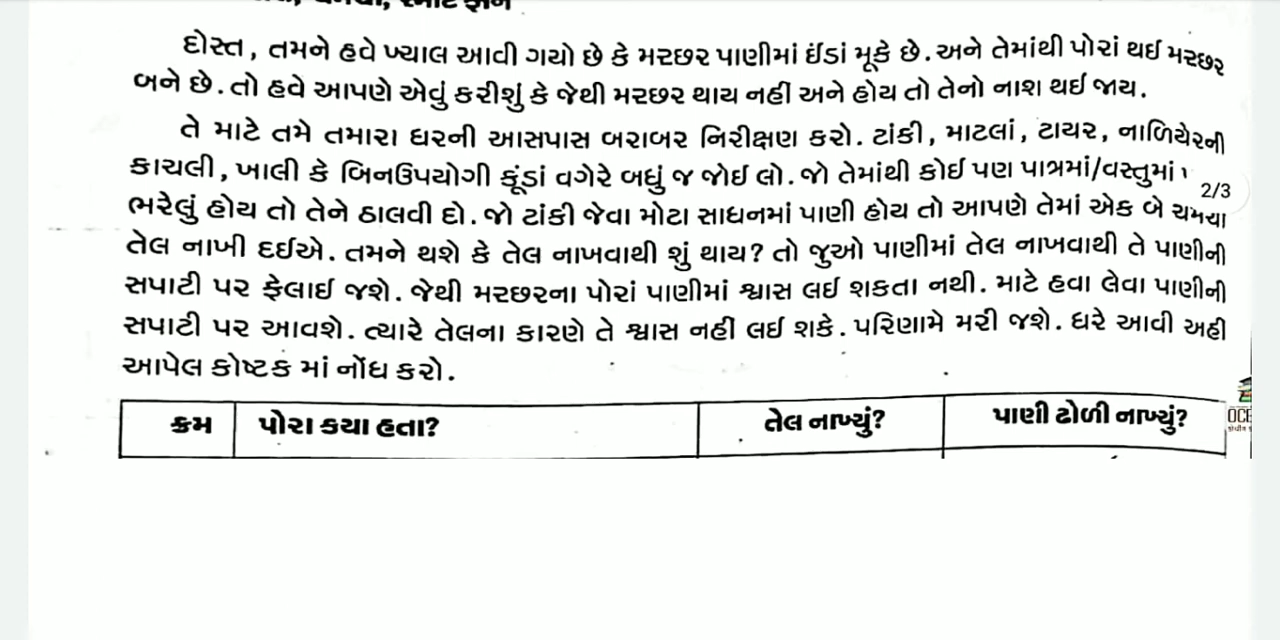 દોસ્ત, તમને હવે ખ્યાલ આવી ગયો છે કે મચ્છર પાણીમાં ઈંડાં મૂકે છે. અને તેમાંથી પોરાં થઈ મચ્છર
બને છે. તો હવે આપણે એવું કરીશું કે જેથી મચ્છર થાય નહીં અને હોય તો તેનો નાશ થઈ જાય.
તે માટે તમે તમારા ઘરની આસપાસ બરાબર નિરીક્ષણ કરો. ટાંકી, માટલાં, ટાયર, નાળિયેરની
કાચલી, ખાલી કે બિનઉપયોગી કૂંડાં વગેરે બધું જ જોઈ લો. જો તેમાંથી કોઈ પણ પાત્રમાં/વસ્તુમાં
2/3
ભરેલું હોય તો તેને ઠાલવી દો. જો ટાંકી જેવા મોટા સાધનમાં પાણી હોય તો આપણે તેમાં એક બે ચમચા
તેલ નાખી દઈએ. તમને થશે કે તેલ નાખવાથી શું થાય? તો જુઓ પાણીમાં તેલ નાખવાથી તે પાણીની
સપાટી પર ફેલાઈ જશે. જેથી મચ્છરના પોરાં પાણીમાં શ્વાસ લઈ શકતા નથી. માટે હવા લેવા પાણીની
સપાટી પર આવશે. ત્યારે તેલના કારણે તે શ્વાસ નહીં લઈ શકે. પરિણામે મરી જશે. ઘરે આવી અહીં
આપેલ કોષ્ટક માં નોંધ કરો.
ક્રમ પોરા કયા હતા? તેલ નાખ્યું? પાણી ઢોળી નાખ્યું?